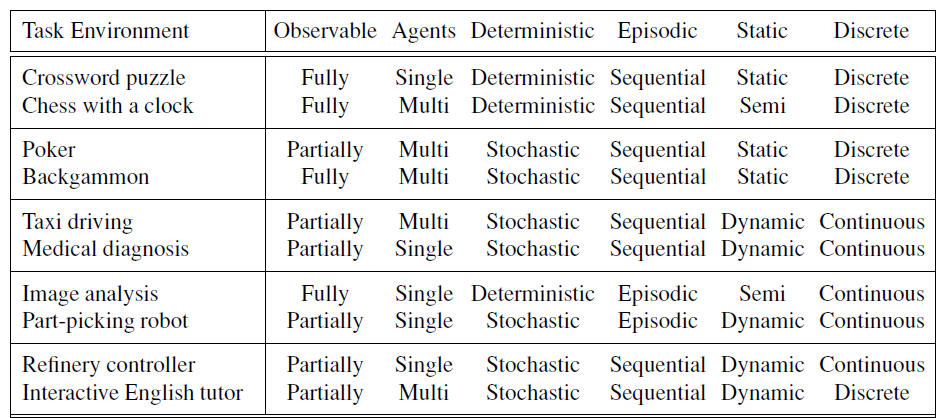 Task Environment Observable Agents Deterministic Episodic Static Discrete
Crossword puzzle Fully Single Deterministic Sequential Static Discrete
Chess with a clock Fully Multi Deterministic Sequential Semi Discrete
Poker Partially Multi Stochastic Sequential Static Discrete
Backgammon Fully Multi Stochastic Sequential Static Discrete
Taxi driving Partially Multi Stochastic Sequential Dynamic Continuous
Medical diagnosis Partially Single Stochastic Sequential Dynamic Continuous
Image analysis Fully Single Deterministic Episodic Semi Continuous
Part-picking robot Partially Single Stochastic Episodic Dynamic Continuous
Refinery controller Partially Single Stochastic Sequential Dynamic Continuous
Interactive English tutor Partially Multi Stochastic Sequential Dynamic Discrete